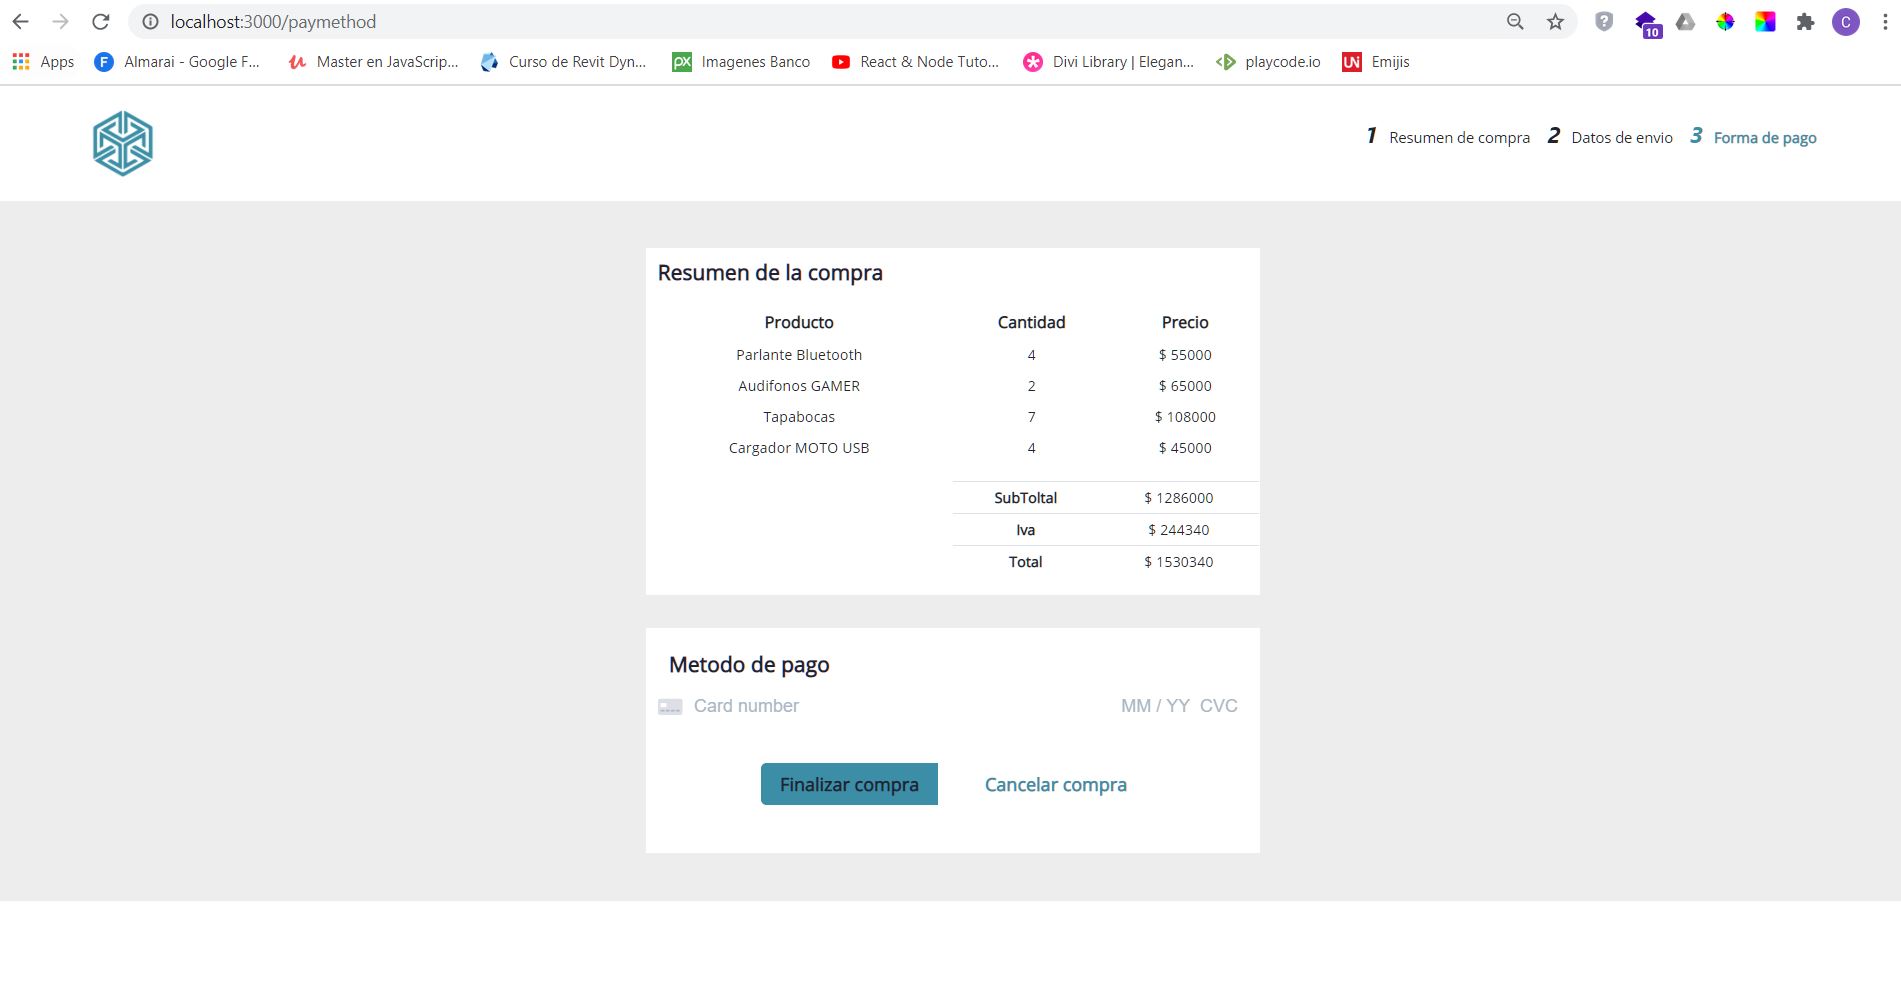 localhost:3000/paymethod
10
C
Apps F Almarai - Google F... Master en JavaScrip... Curso de Revit Dyn... px Imagenes Banco React & Node Tuto... Divi Library | Elegan... playcode.io UN Emijis
1 Resumen de compra 2 Datos de envio 3 Forma de pago
Resumen de la compra
Producto Cantidad Precio
Parlante Bluetooth 4 $ 55000
Audifonos GAMER 2 $ 65000
Tapabocas 7 $ 108000
Cargador MOTO USB 4 $ 45000
SubToltal $ 1286000
Iva $ 244340
Total $ 1530340
Metodo de pago
Card number MM / YY CVC
Finalizar compra Cancelar compra